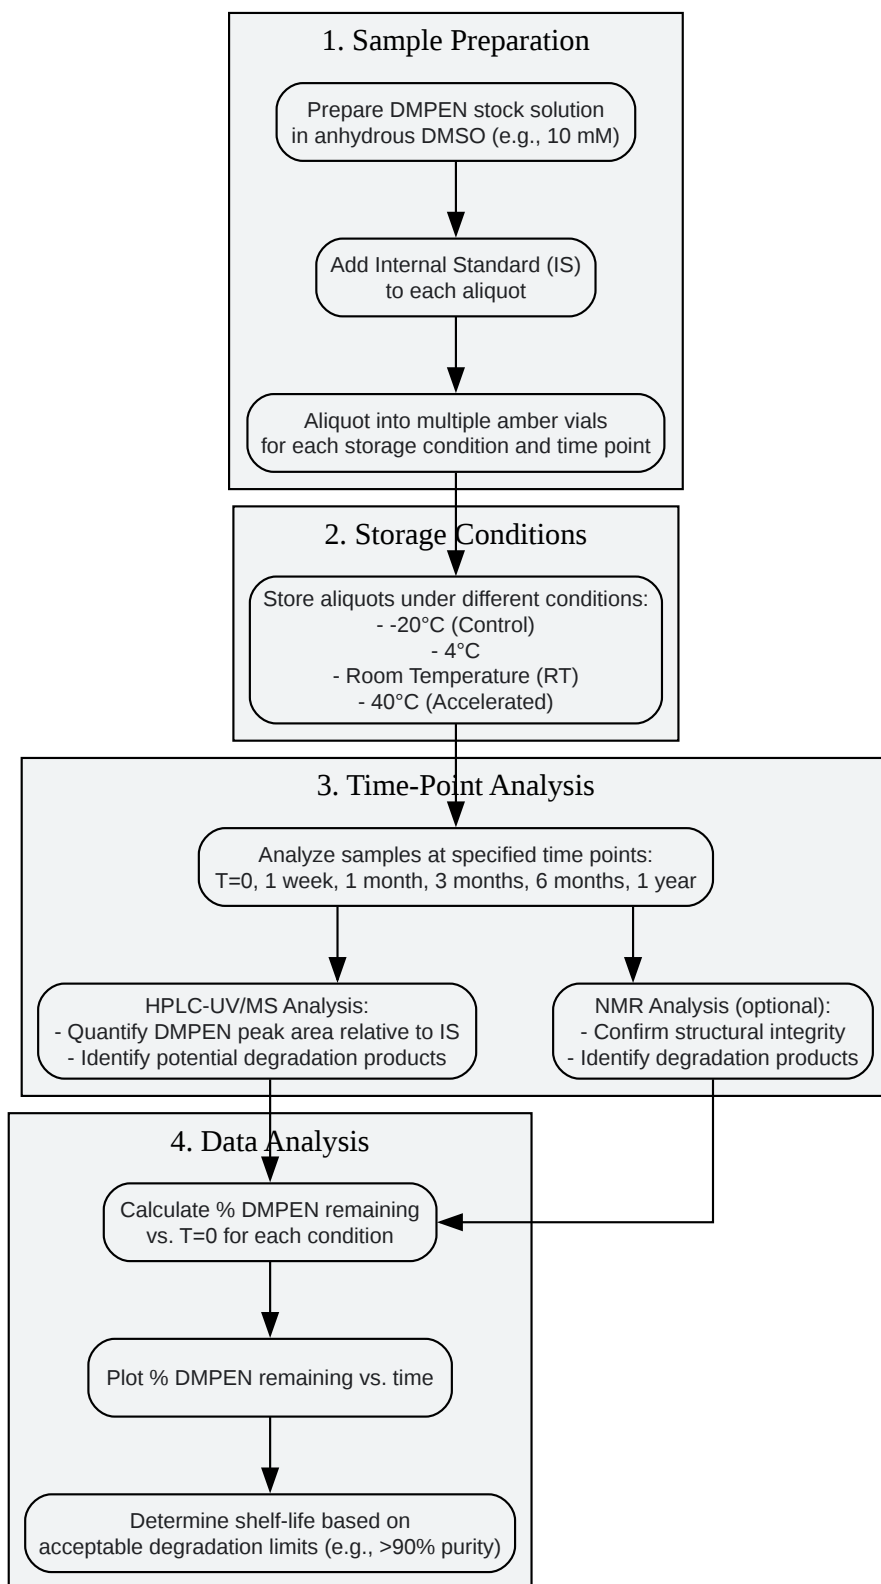 1. Sample Preparation
Prepare DMPEN stock solution
in anhydrous DMSO (e.g., 10 mM)
Add Internal Standard (IS)
to each aliquot
Aliquot into multiple amber vials
for each storage condition and time point
2. Storage Conditions
Store aliquots under different conditions:
- -20°C (Control)
- 4°C
- Room Temperature (RT)
- 40°C (Accelerated)
3. Time-Point Analysis
Analyze samples at specified time points:
T=0, 1 week, 1 month, 3 months, 6 months, 1 year
HPLC-UV/MS Analysis:
- Quantify DMPEN peak area relative to IS
- Identify potential degradation products
NMR Analysis (optional):
- Confirm structural integrity
- Identify degradation products
4. Data Analysis
Calculate % DMPEN remaining
vs. T=0 for each condition
Plot % DMPEN remaining vs. time
Determine shelf-life based on
acceptable degradation limits (e.g., >90% purity)